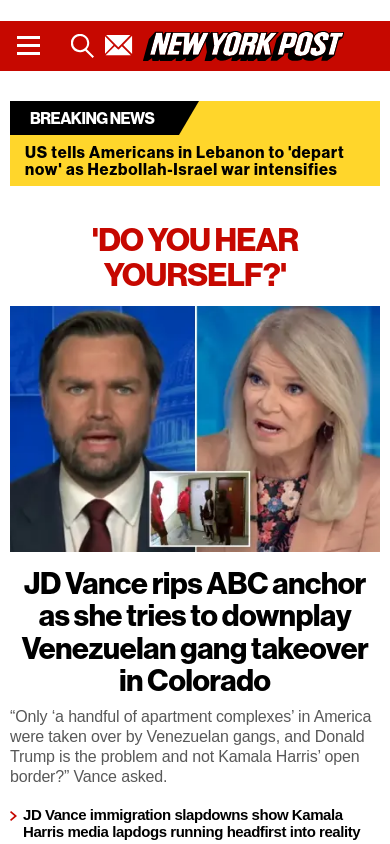 NEW YORK POST
BREAKING NEWS
US tells Americans in Lebanon to 'depart
now' as Hezbollah-Israel war intensifies
'DO YOU HEAR
YOURSELF?'
JD Vance rips ABC anchor
as she tries to downplay
Venezuelan gang takeover
in Colorado
“Only ‘a handful of apartment complexes’ in America
were taken over by Venezuelan gangs, and Donald
Trump is the problem and not Kamala Harris’ open
border?” Vance asked.
JD Vance immigration slapdowns show Kamala
Harris media lapdogs running headfirst into reality